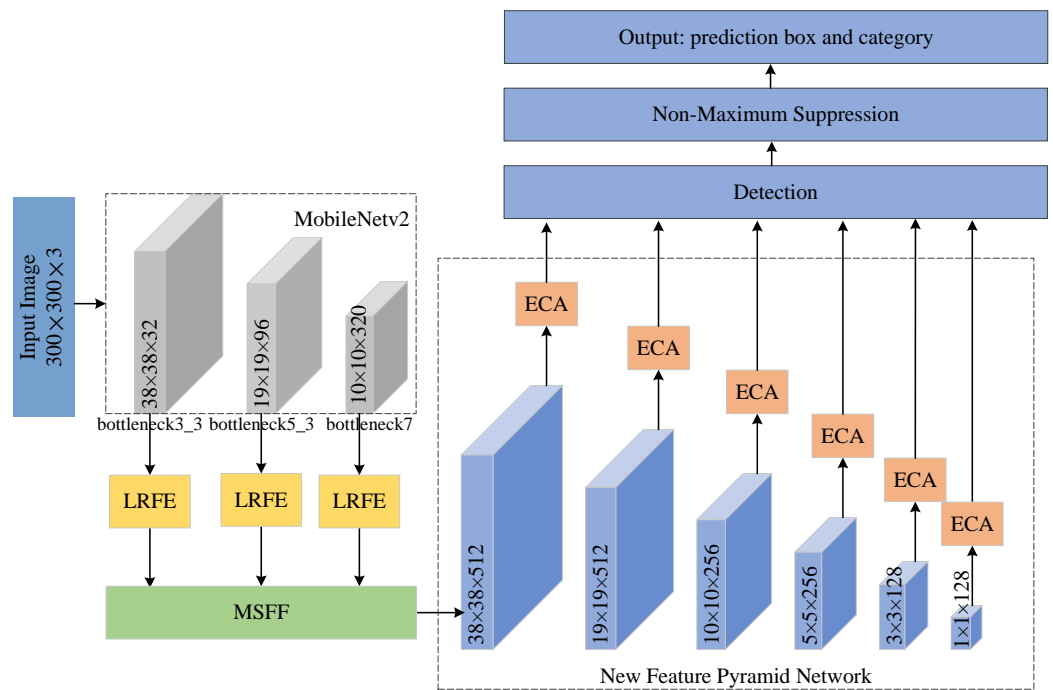 Output: prediction box and category
Non-Maximum Suppression
Detection
MobileNetv2
Input Image
300×300×3
38×38×32
19×19×96
10×10×320
bottleneck3_3
bottleneck5_3
bottleneck7
LRFE
LRFE
LRFE
MSFF
ECA
ECA
ECA
ECA
ECA
ECA
38×38×512
19×19×512
10×10×256
5×5×256
3×3×128
1×1×128
New Feature Pyramid Network